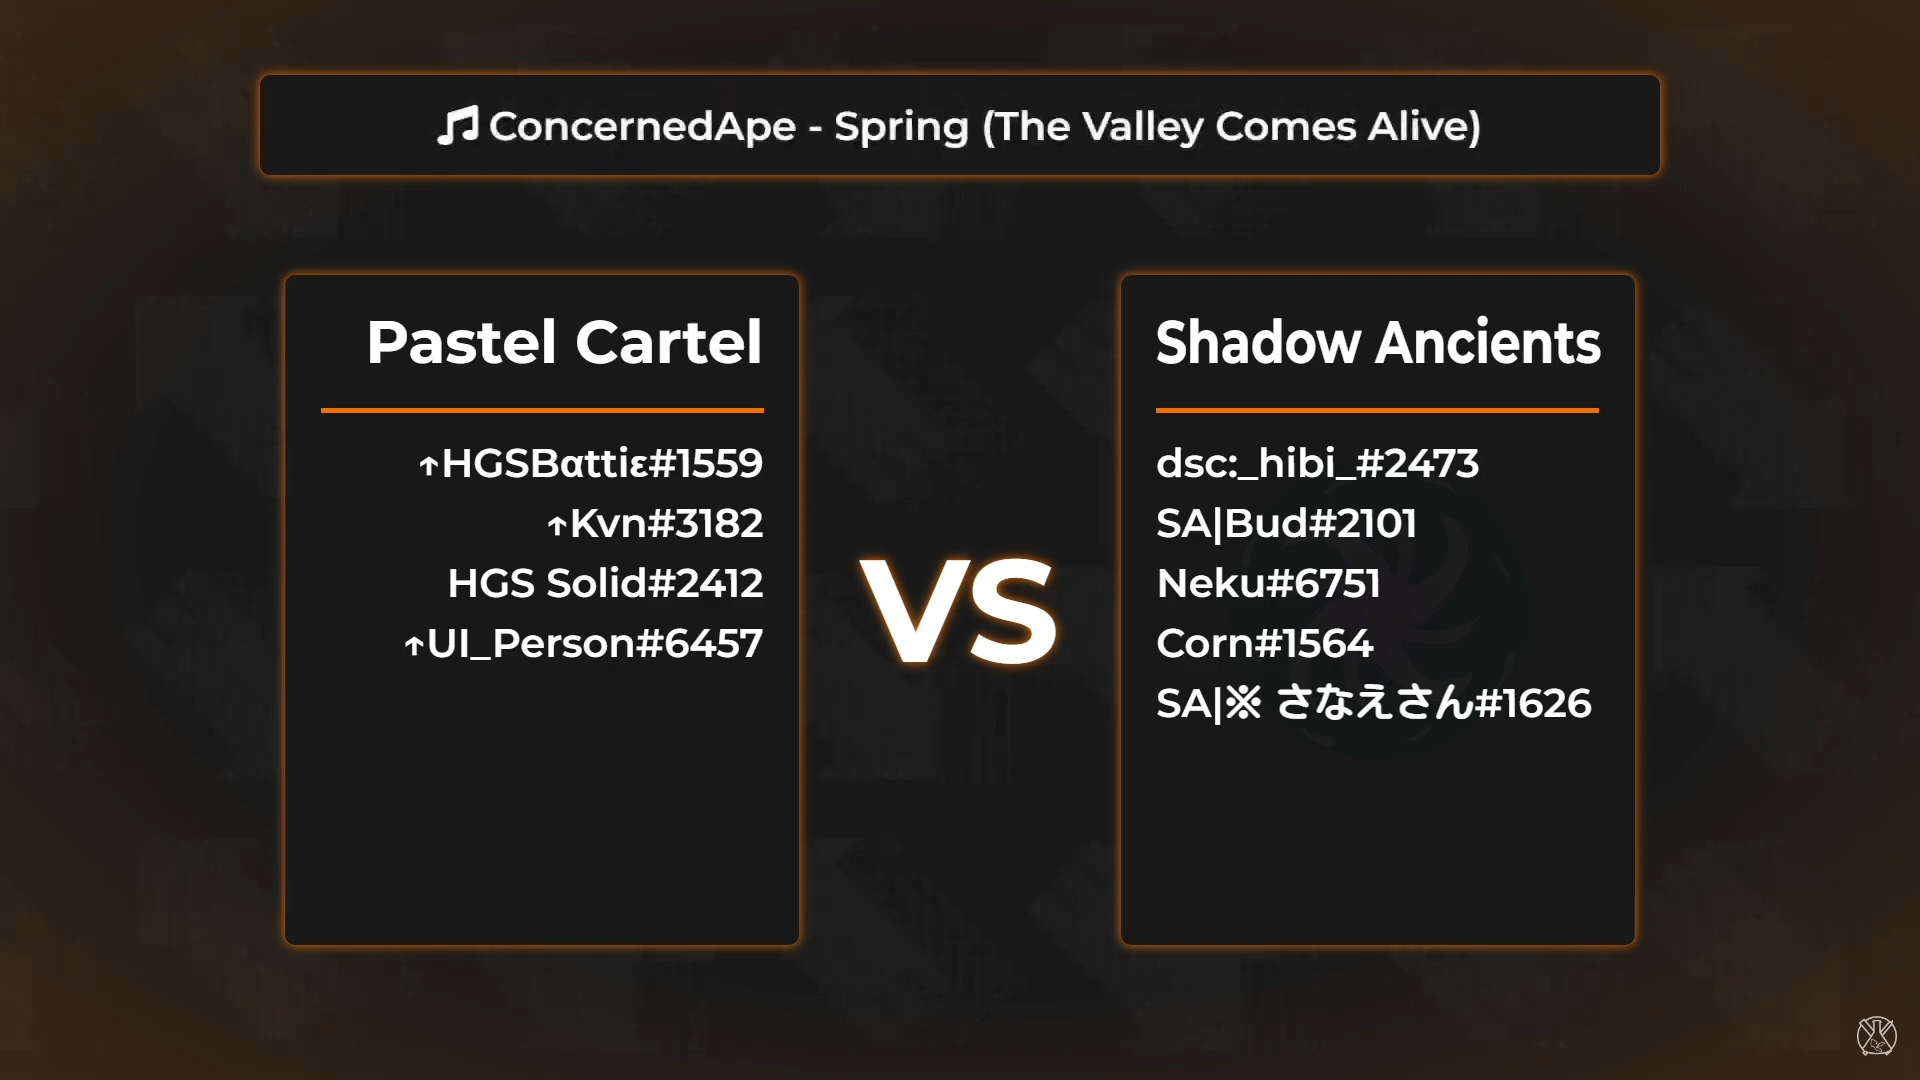 ConcernedApe - Spring (The Valley Comes Alive)
Pastel Cartel
↑HGSBαttiε#1559
↑Kvn#3182
HGS Solid#2412
↑UI_Person#6457
VS
Shadow Ancients
dsc:_hibi_#2473
SA|Bud#2101
Neku#6751
Corn#1564
SA|※ さなえさん#1626